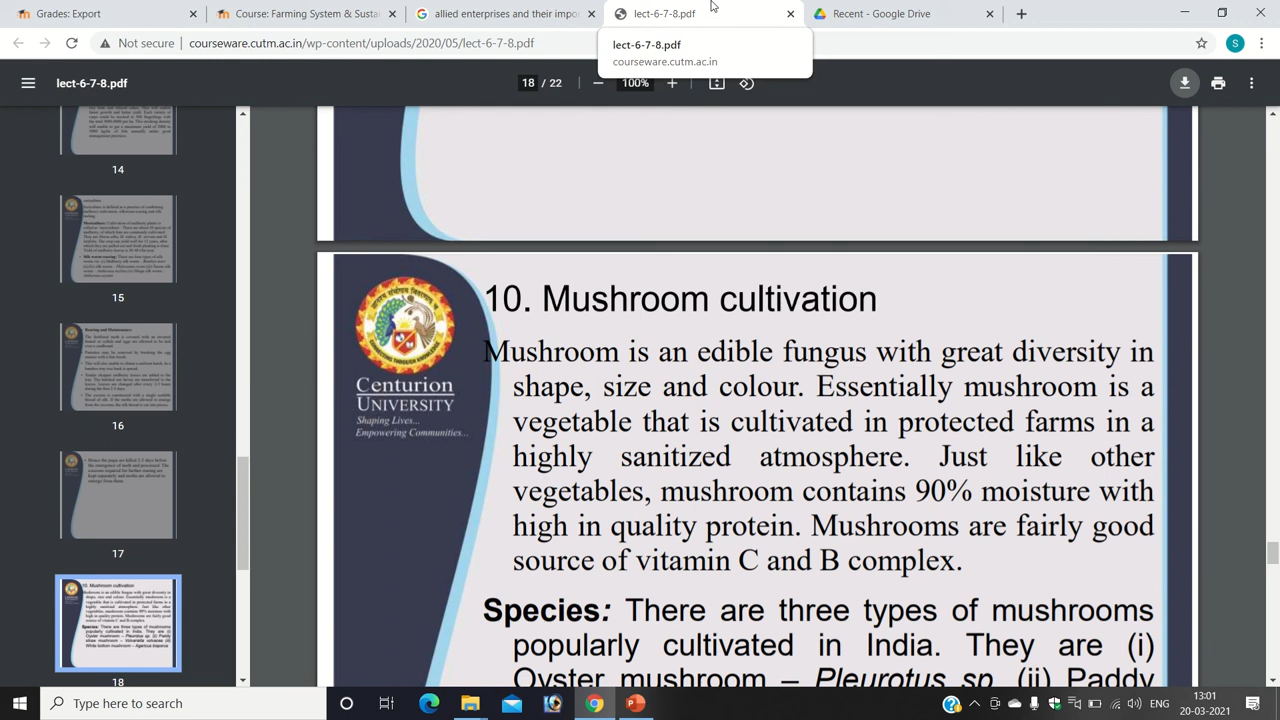 Grades: Export
Course: Farming System & Susta
allied enterprises and their impor
lect-6-7-8.pdf
Recent - Google Drive
Not secure
courseware.cutm.ac.in/wp-content/uploads/2020/05/lect-6-7-8.pdf
S
lect-6-7-8.pdf
courseware.cutm.ac.in
lect-6-7-8.pdf
18 / 22
100%
14
15
16
17
18
10. Mushroom cultivation
Mushroom is an edible fungus with great diversity in
shape, size and colour. Essentially mushroom is a
vegetable that is cultivated in protected farms in a
highly sanitized atmosphere. Just like other
vegetables, mushroom contains 90% moisture with
high in quality protein. Mushrooms are fairly good
source of vitamin C and B complex.
Species: There are three types of mushrooms
popularly cultivated in India. They are (i)
Oyster mushroom – Pleurotus sp. (ii) Paddy
Centurion
UNIVERSITY
Shaping Lives...
Empowering Communities...
Type here to search
ENG
13:01
20-03-2021